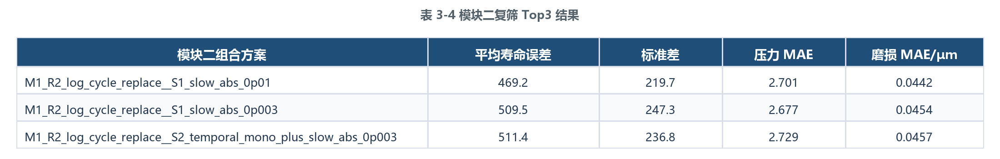 表 3-4 模块二复筛 Top3 结果
模块二组合方案 平均寿命误差 标准差 压力 MAE 磨损 MAE/μm
M1_R2_log_cycle_replace__S1_slow_abs_0p01 469.2 219.7 2.701 0.0442
M1_R2_log_cycle_replace__S1_slow_abs_0p003 509.5 247.3 2.677 0.0454
M1_R2_log_cycle_replace__S2_temporal_mono_plus_slow_abs_0p003 511.4 236.8 2.729 0.0457